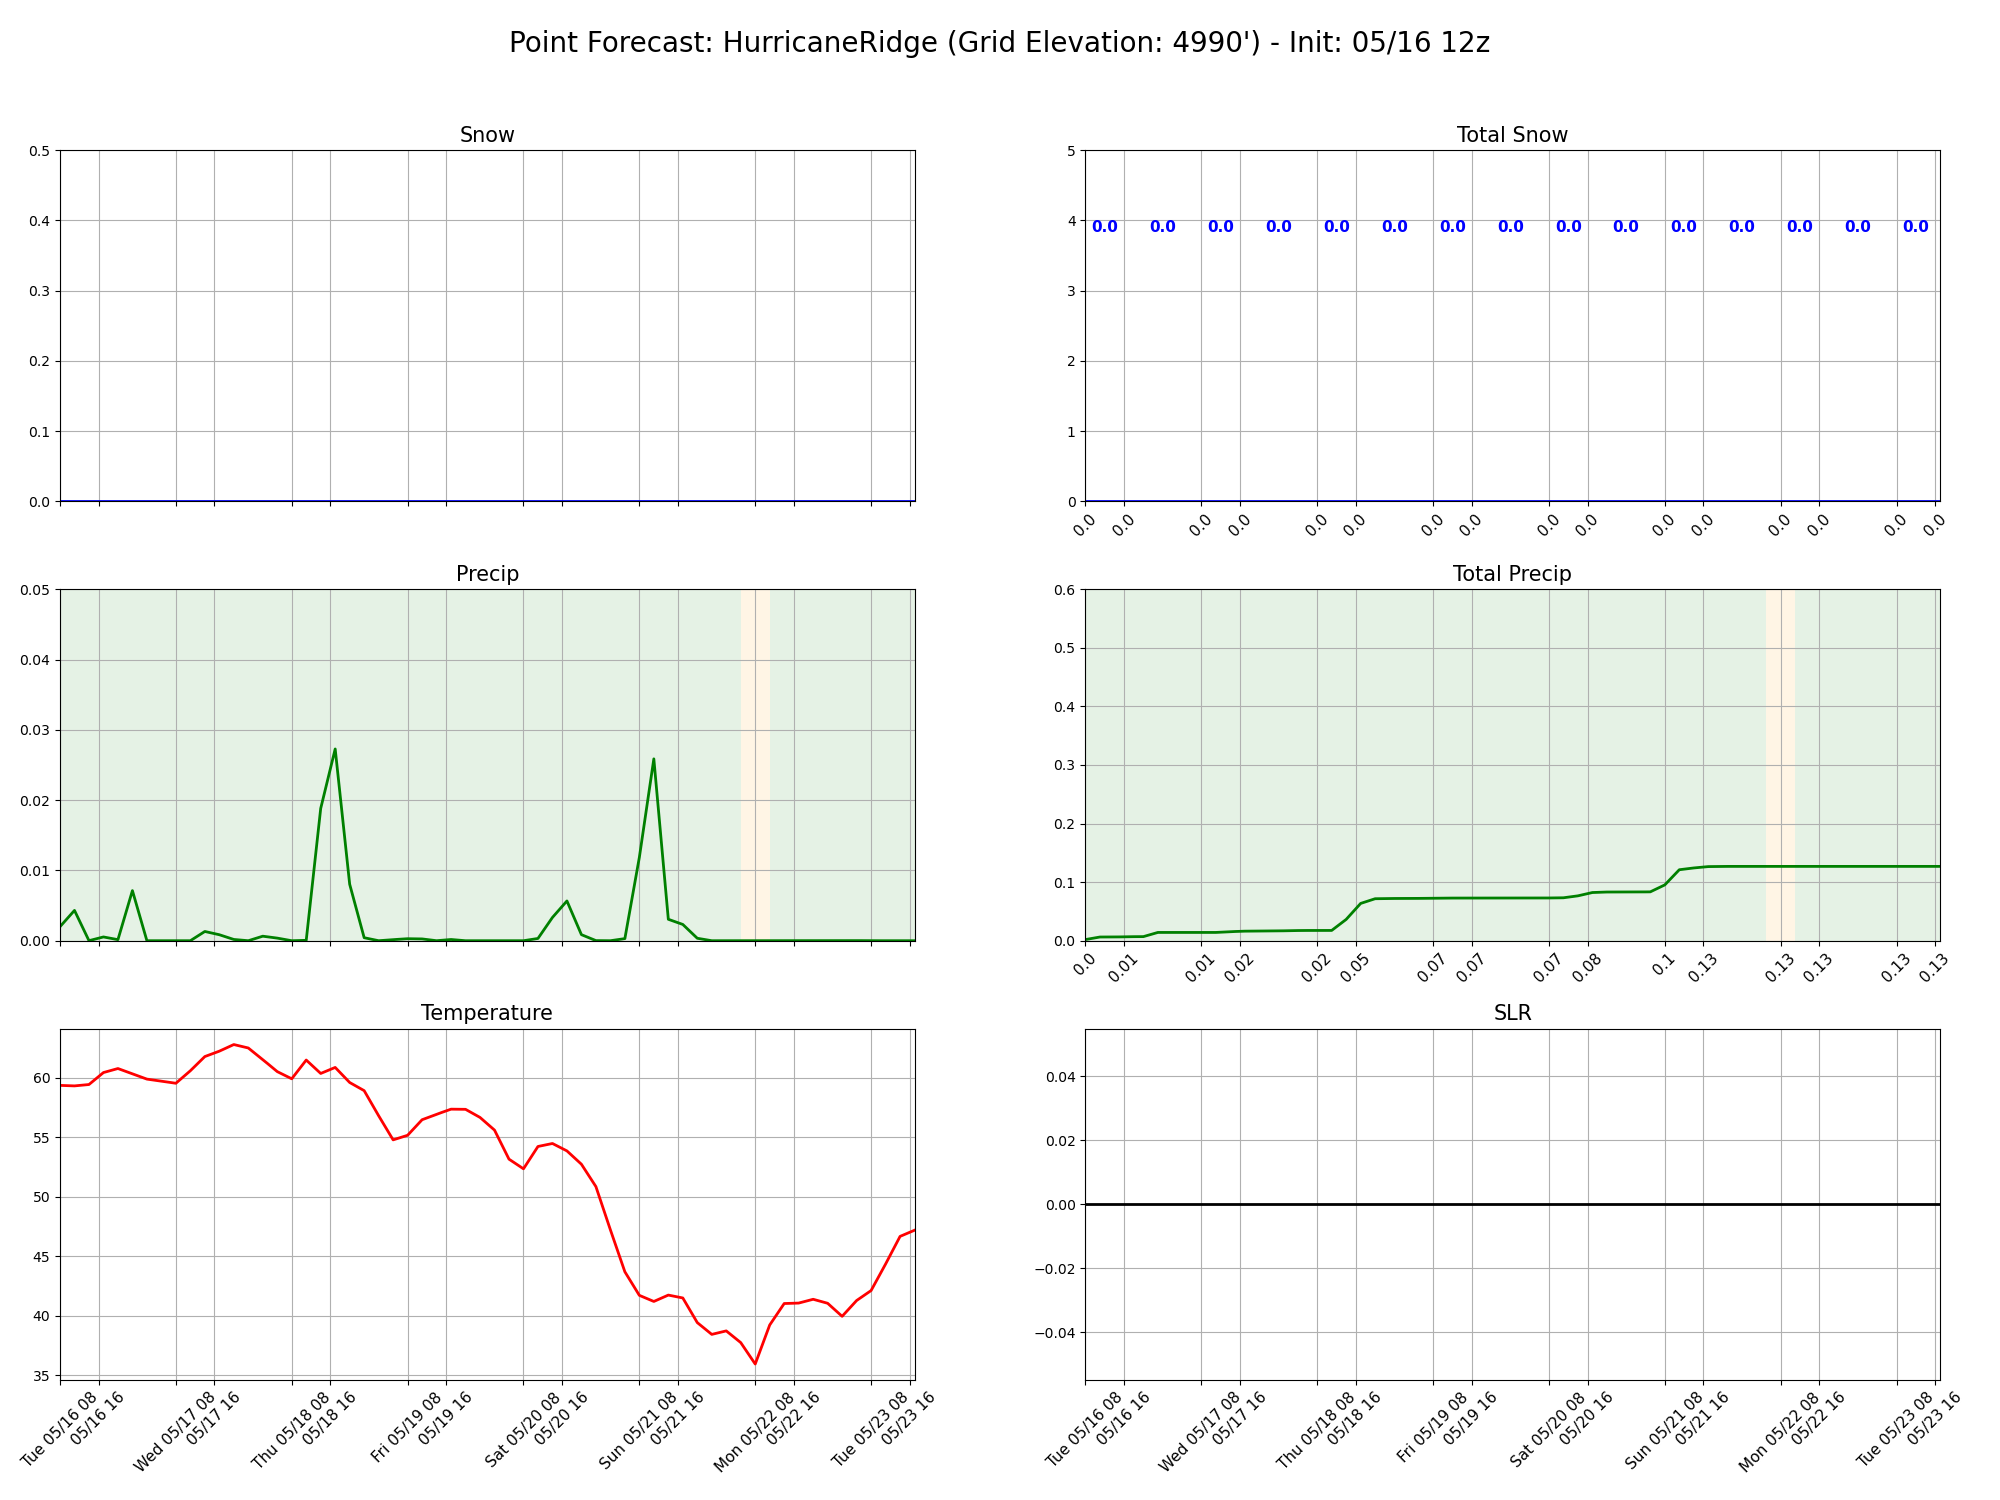 Point Forecast: HurricaneRidge (Grid Elevation: 4990') - Init: 05/16 12z
Snow
0.5
0.4
0.3
0.2
0.1
0.0
Total Snow
5
4
3
2
1
0
0.0 0.0 0.0 0.0 0.0 0.0 0.0 0.0 0.0 0.0 0.0 0.0 0.0 0.0 0.0
0.0 0.0 0.0 0.0 0.0 0.0 0.0 0.0 0.0 0.0 0.0 0.0 0.0 0.0 0.0 0.0
Precip
0.05
0.04
0.03
0.02
0.01
0.00
Total Precip
0.6
0.5
0.4
0.3
0.2
0.1
0.0
0.0 0.01 0.01 0.02 0.02 0.05 0.07 0.07 0.07 0.08 0.1 0.13 0.13 0.13 0.13 0.13
Temperature
60
55
50
45
40
35
Tue 05/16 08
05/16 16
Wed 05/17 08
05/17 16
Thu 05/18 08
05/18 16
Fri 05/19 08
05/19 16
Sat 05/20 08
05/20 16
Sun 05/21 08
05/21 16
Mon 05/22 08
05/22 16
Tue 05/23 08
05/23 16
SLR
0.04
0.02
0.00
−0.02
−0.04
Tue 05/16 08
05/16 16
Wed 05/17 08
05/17 16
Thu 05/18 08
05/18 16
Fri 05/19 08
05/19 16
Sat 05/20 08
05/20 16
Sun 05/21 08
05/21 16
Mon 05/22 08
05/22 16
Tue 05/23 08
05/23 16